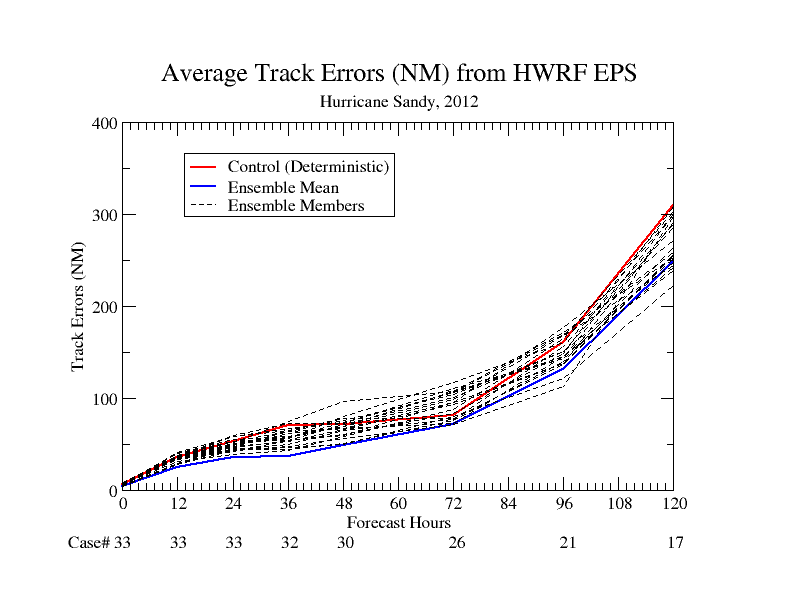 Average Track Errors (NM) from HWRF EPS
Hurricane Sandy, 2012
Control (Deterministic)
Ensemble Mean
Ensemble Members
Track Errors (NM)
400
300
200
100
0
0 12 24 36 48 60 72 84 96 108 120
Forecast Hours
Case# 33 33 33 32 30 26 21 17